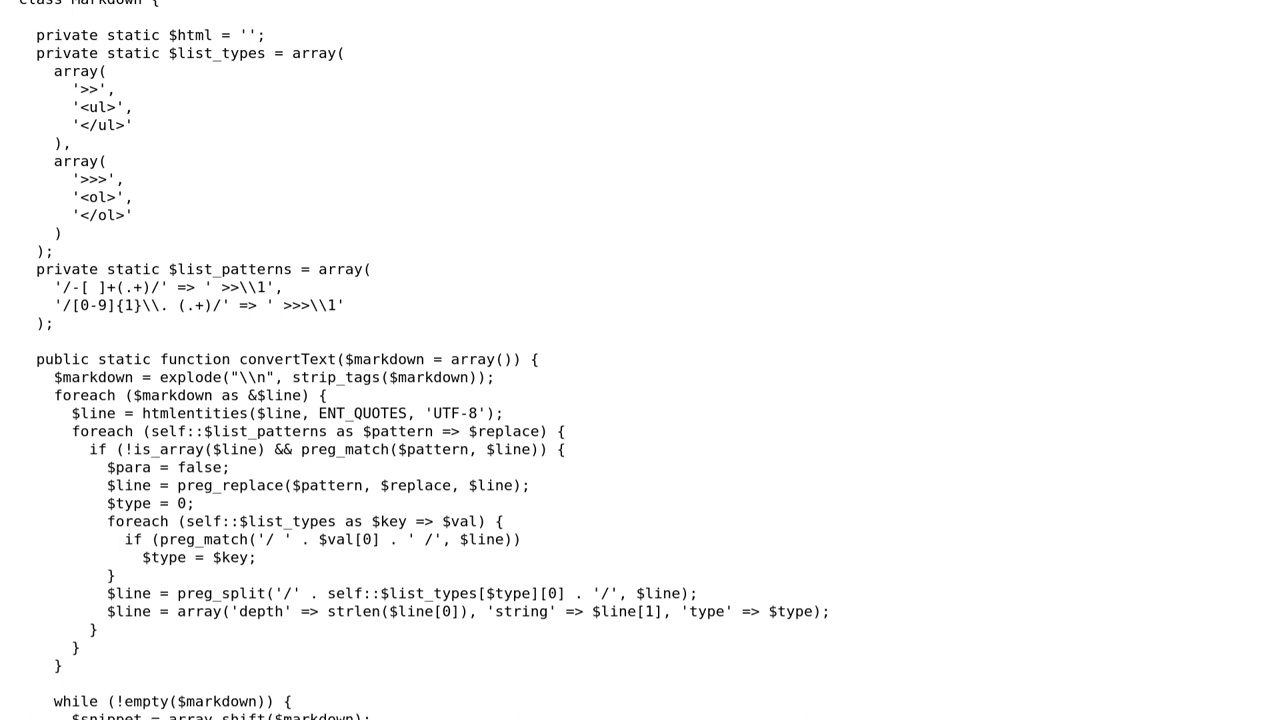 class Markdown {
private static $html = '';
private static $list_types = array(
array(
'>>',
'<ul>',
'</ul>'
),
array(
'>>>',
'<ol>',
'</ol>'
)
);
private static $list_patterns = array(
'/-[ ]+(.+)/' => ' >>\\1',
'/[0-9]{1}\\. (.+)/' => ' >>>\\1'
);
public static function convertText($markdown = array()) {
$markdown = explode("\\n", strip_tags($markdown));
foreach ($markdown as &$line) {
$line = htmlentities($line, ENT_QUOTES, 'UTF-8');
foreach (self::$list_patterns as $pattern => $replace) {
if (!is_array($line) && preg_match($pattern, $line)) {
$para = false;
$line = preg_replace($pattern, $replace, $line);
$type = 0;
foreach (self::$list_types as $key => $val) {
if (preg_match('/ ' . $val[0] . ' /', $line))
$type = $key;
}
$line = preg_split('/' . self::$list_types[$type][0] . '/', $line);
$line = array('depth' => strlen($line[0]), 'string' => $line[1], 'type' => $type);
}
}
}
while (!empty($markdown)) {
$snippet = array_shift($markdown);